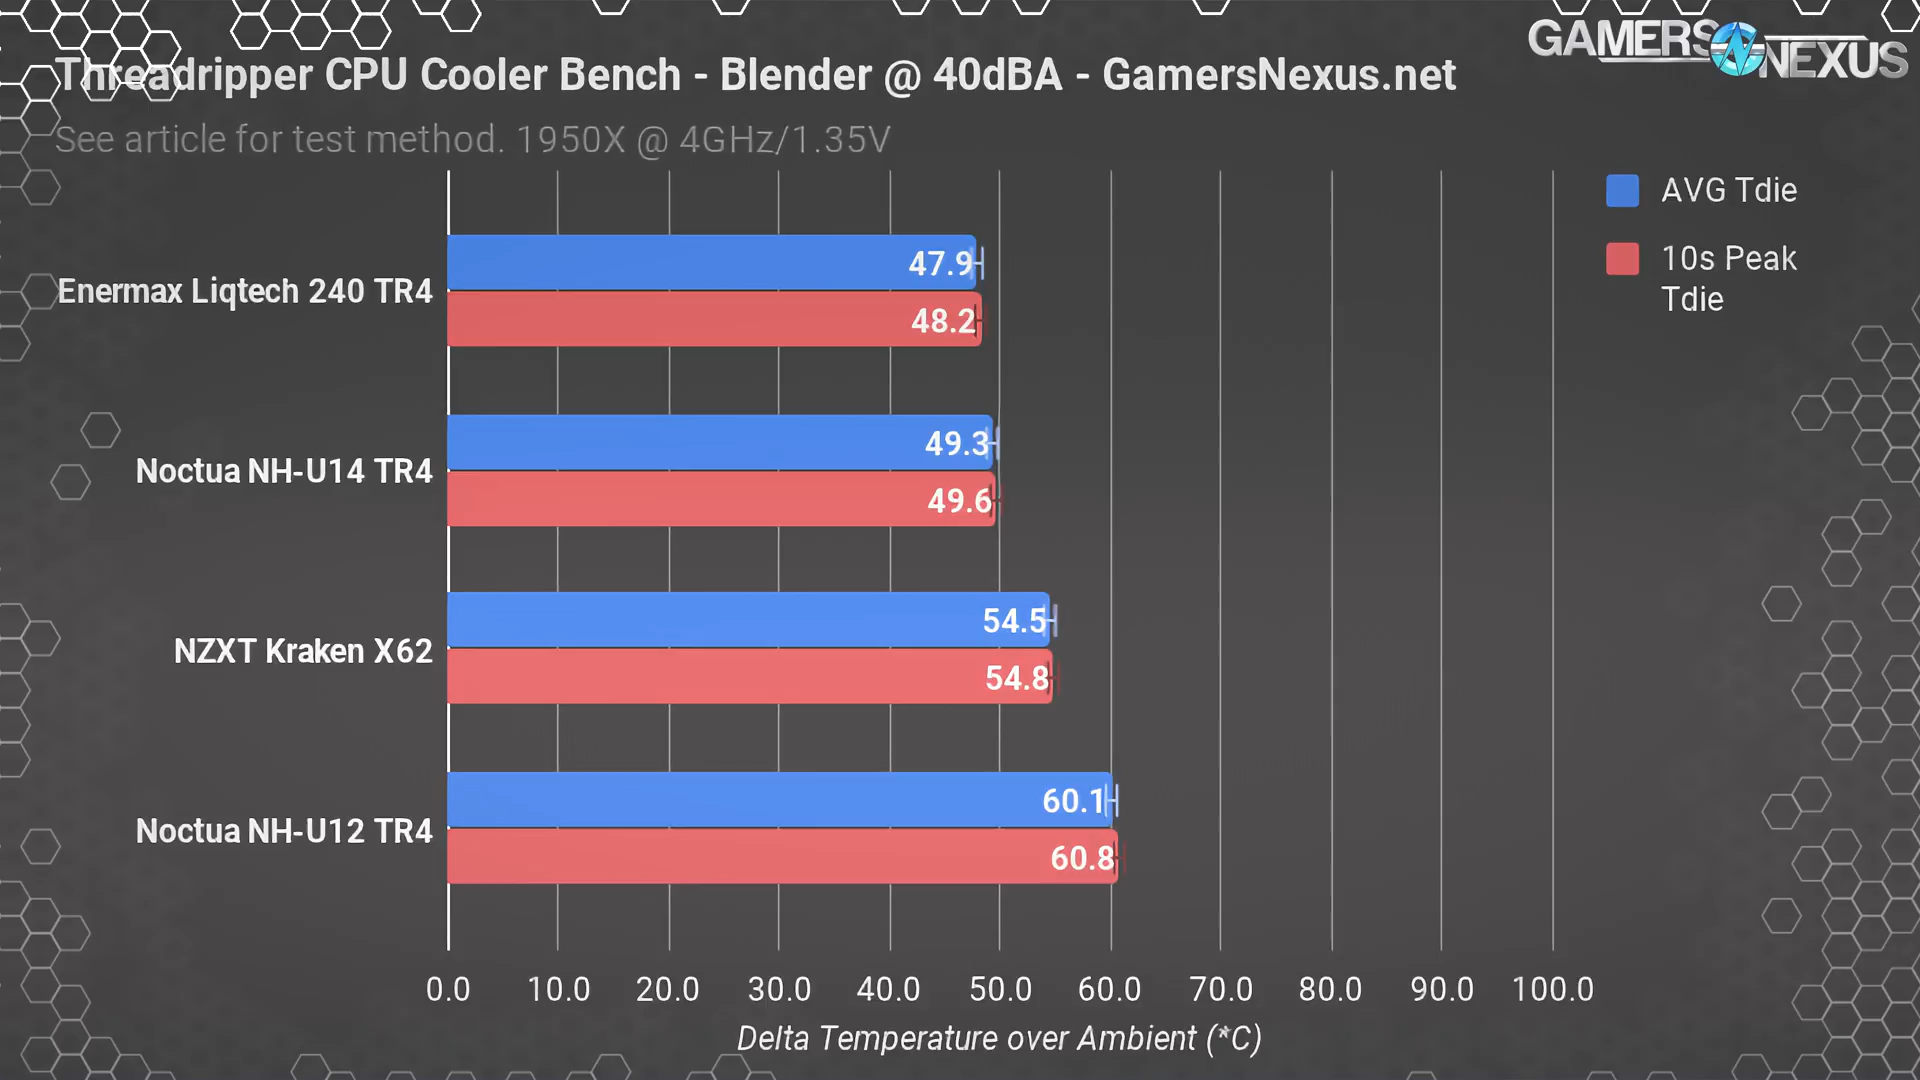 GAMERS NEXUS
Threadripper CPU Cooler Bench - Blender @ 40dBA - GamersNexus.net
See article for test method. 1950X @ 4GHz/1.35V
AVG Tdie
10s Peak
Tdie
Enermax Liqtech 240 TR4
47.9
48.2
Noctua NH-U14 TR4
49.3
49.6
NZXT Kraken X62
54.5
54.8
Noctua NH-U12 TR4
60.1
60.8
0.0 10.0 20.0 30.0 40.0 50.0 60.0 70.0 80.0 90.0 100.0
Delta Temperature over Ambient (*C)